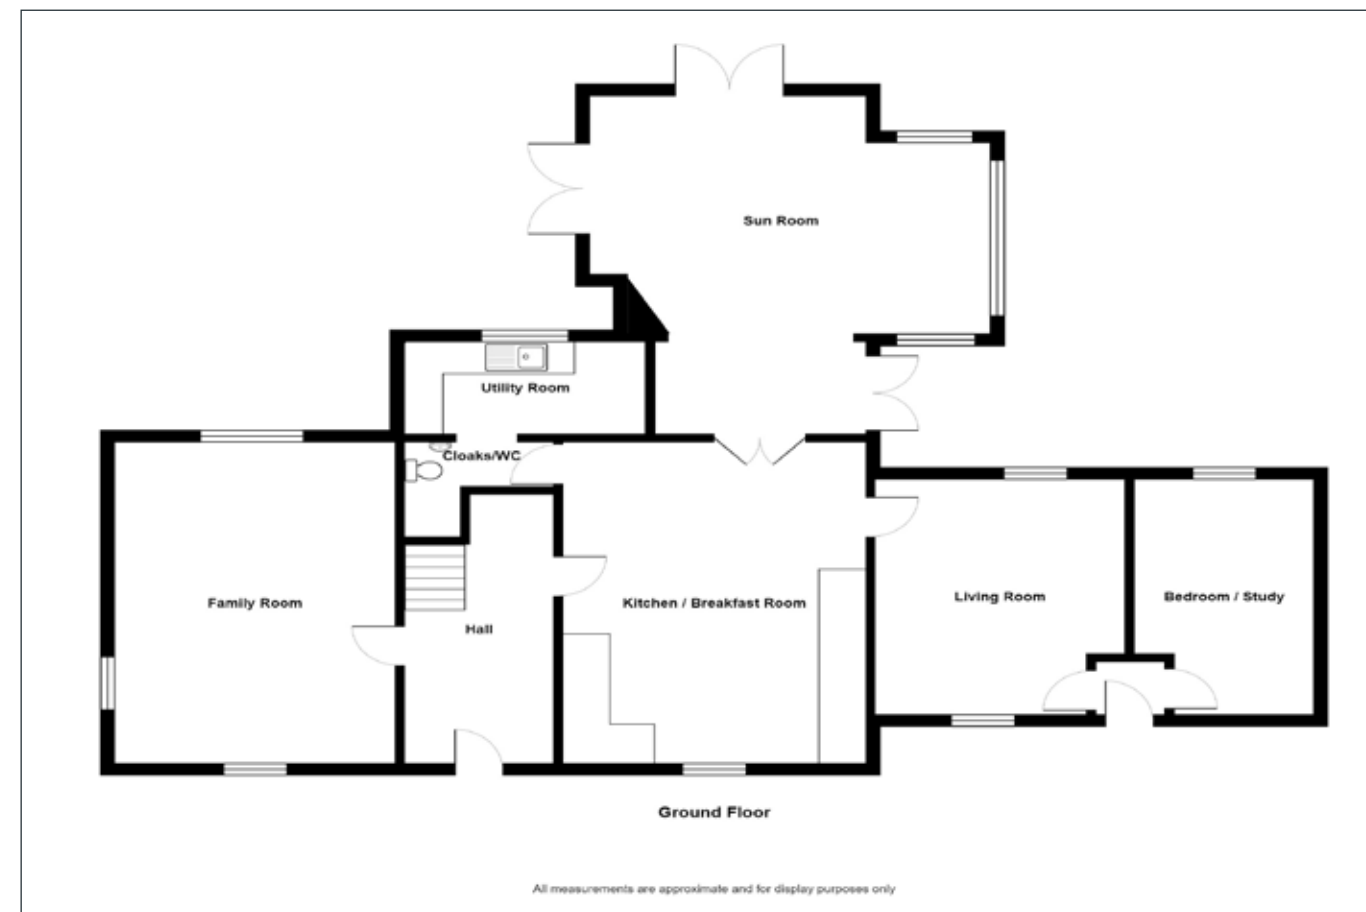 Sun Room
Utility Room
Cloaks/WC
Family Room
Kitchen / Breakfast Room
Living Room
Bedroom / Study
Hall
Ground Floor
All measurements are approximate and for display purposes only